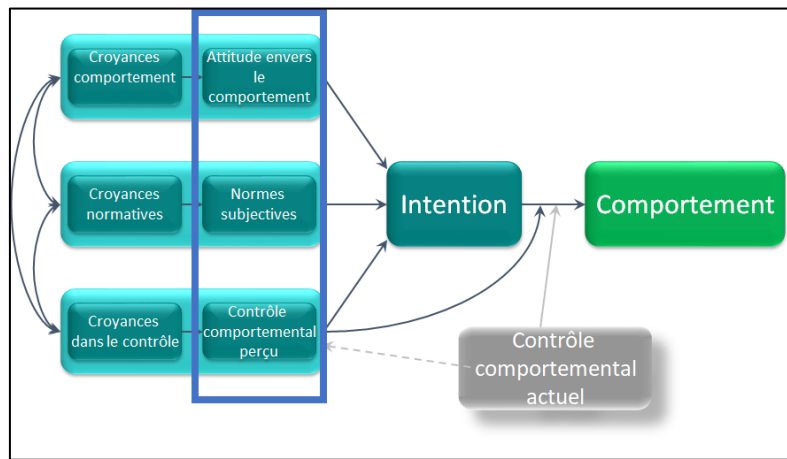 Croyances
comportement
Attitude envers
le
comportement
Croyances
normatives
Normes
subjectives
Intention
Comportement
Croyances
dans le contrôle
Contrôle
comportemental
perçu
Contrôle
comportemental
actuel